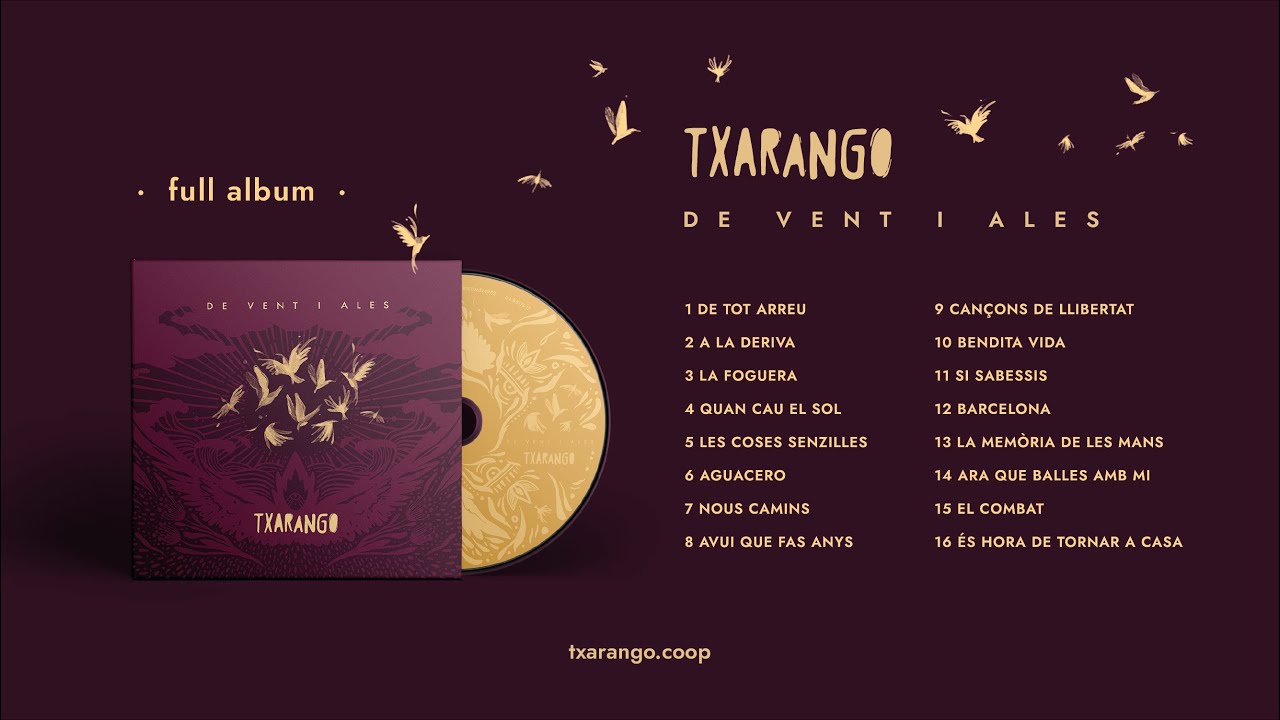 · full album ·
DE VENT I ALES
TXARANGO
DE VENT I ALES
TXARANGO
TXARANGO
DE VENT I ALES
1 DE TOT ARREU
2 A LA DERIVA
3 LA FOGUERA
4 QUAN CAU EL SOL
5 LES COSES SENZILLES
6 AGUACERO
7 NOUS CAMINS
8 AVUI QUE FAS ANYS
9 CANÇONS DE LLIBERTAT
10 BENDITA VIDA
11 SI SABESSIS
12 BARCELONA
13 LA MEMÒRIA DE LES MANS
14 ARA QUE BALLES AMB MI
15 EL COMBAT
16 ÉS HORA DE TORNAR A CASA
txarango.coop